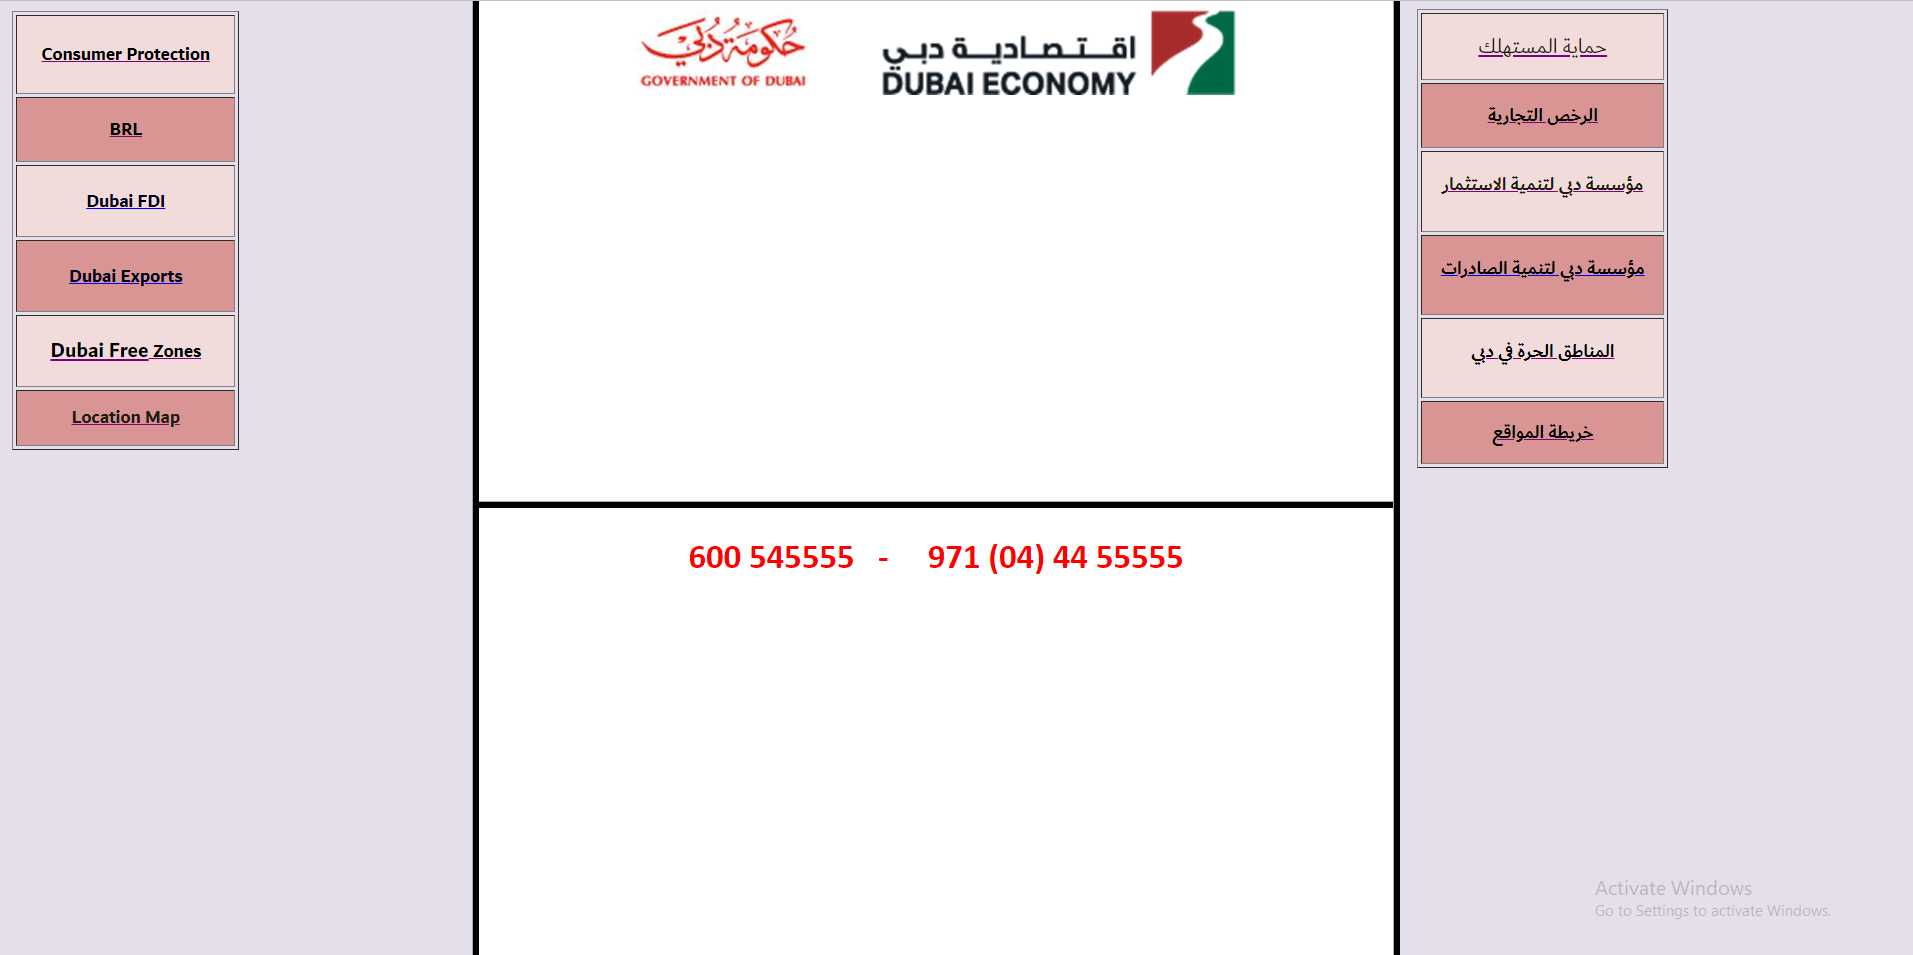 Consumer Protection
BRL
Dubai FDI
Dubai Exports
Dubai Free Zones
Location Map
حكومة دبي
GOVERNMENT OF DUBAI
اقتصادية دبي
DUBAI ECONOMY
600 545555 - 971 (04) 44 55555
حماية المستهلك
الرخص التجارية
مؤسسة دبي لتنمية الاستثمار
مؤسسة دبي لتنمية الصادرات
المناطق الحرة في دبي
خريطة المواقع
Activate Windows
Go to Settings to activate Windows.